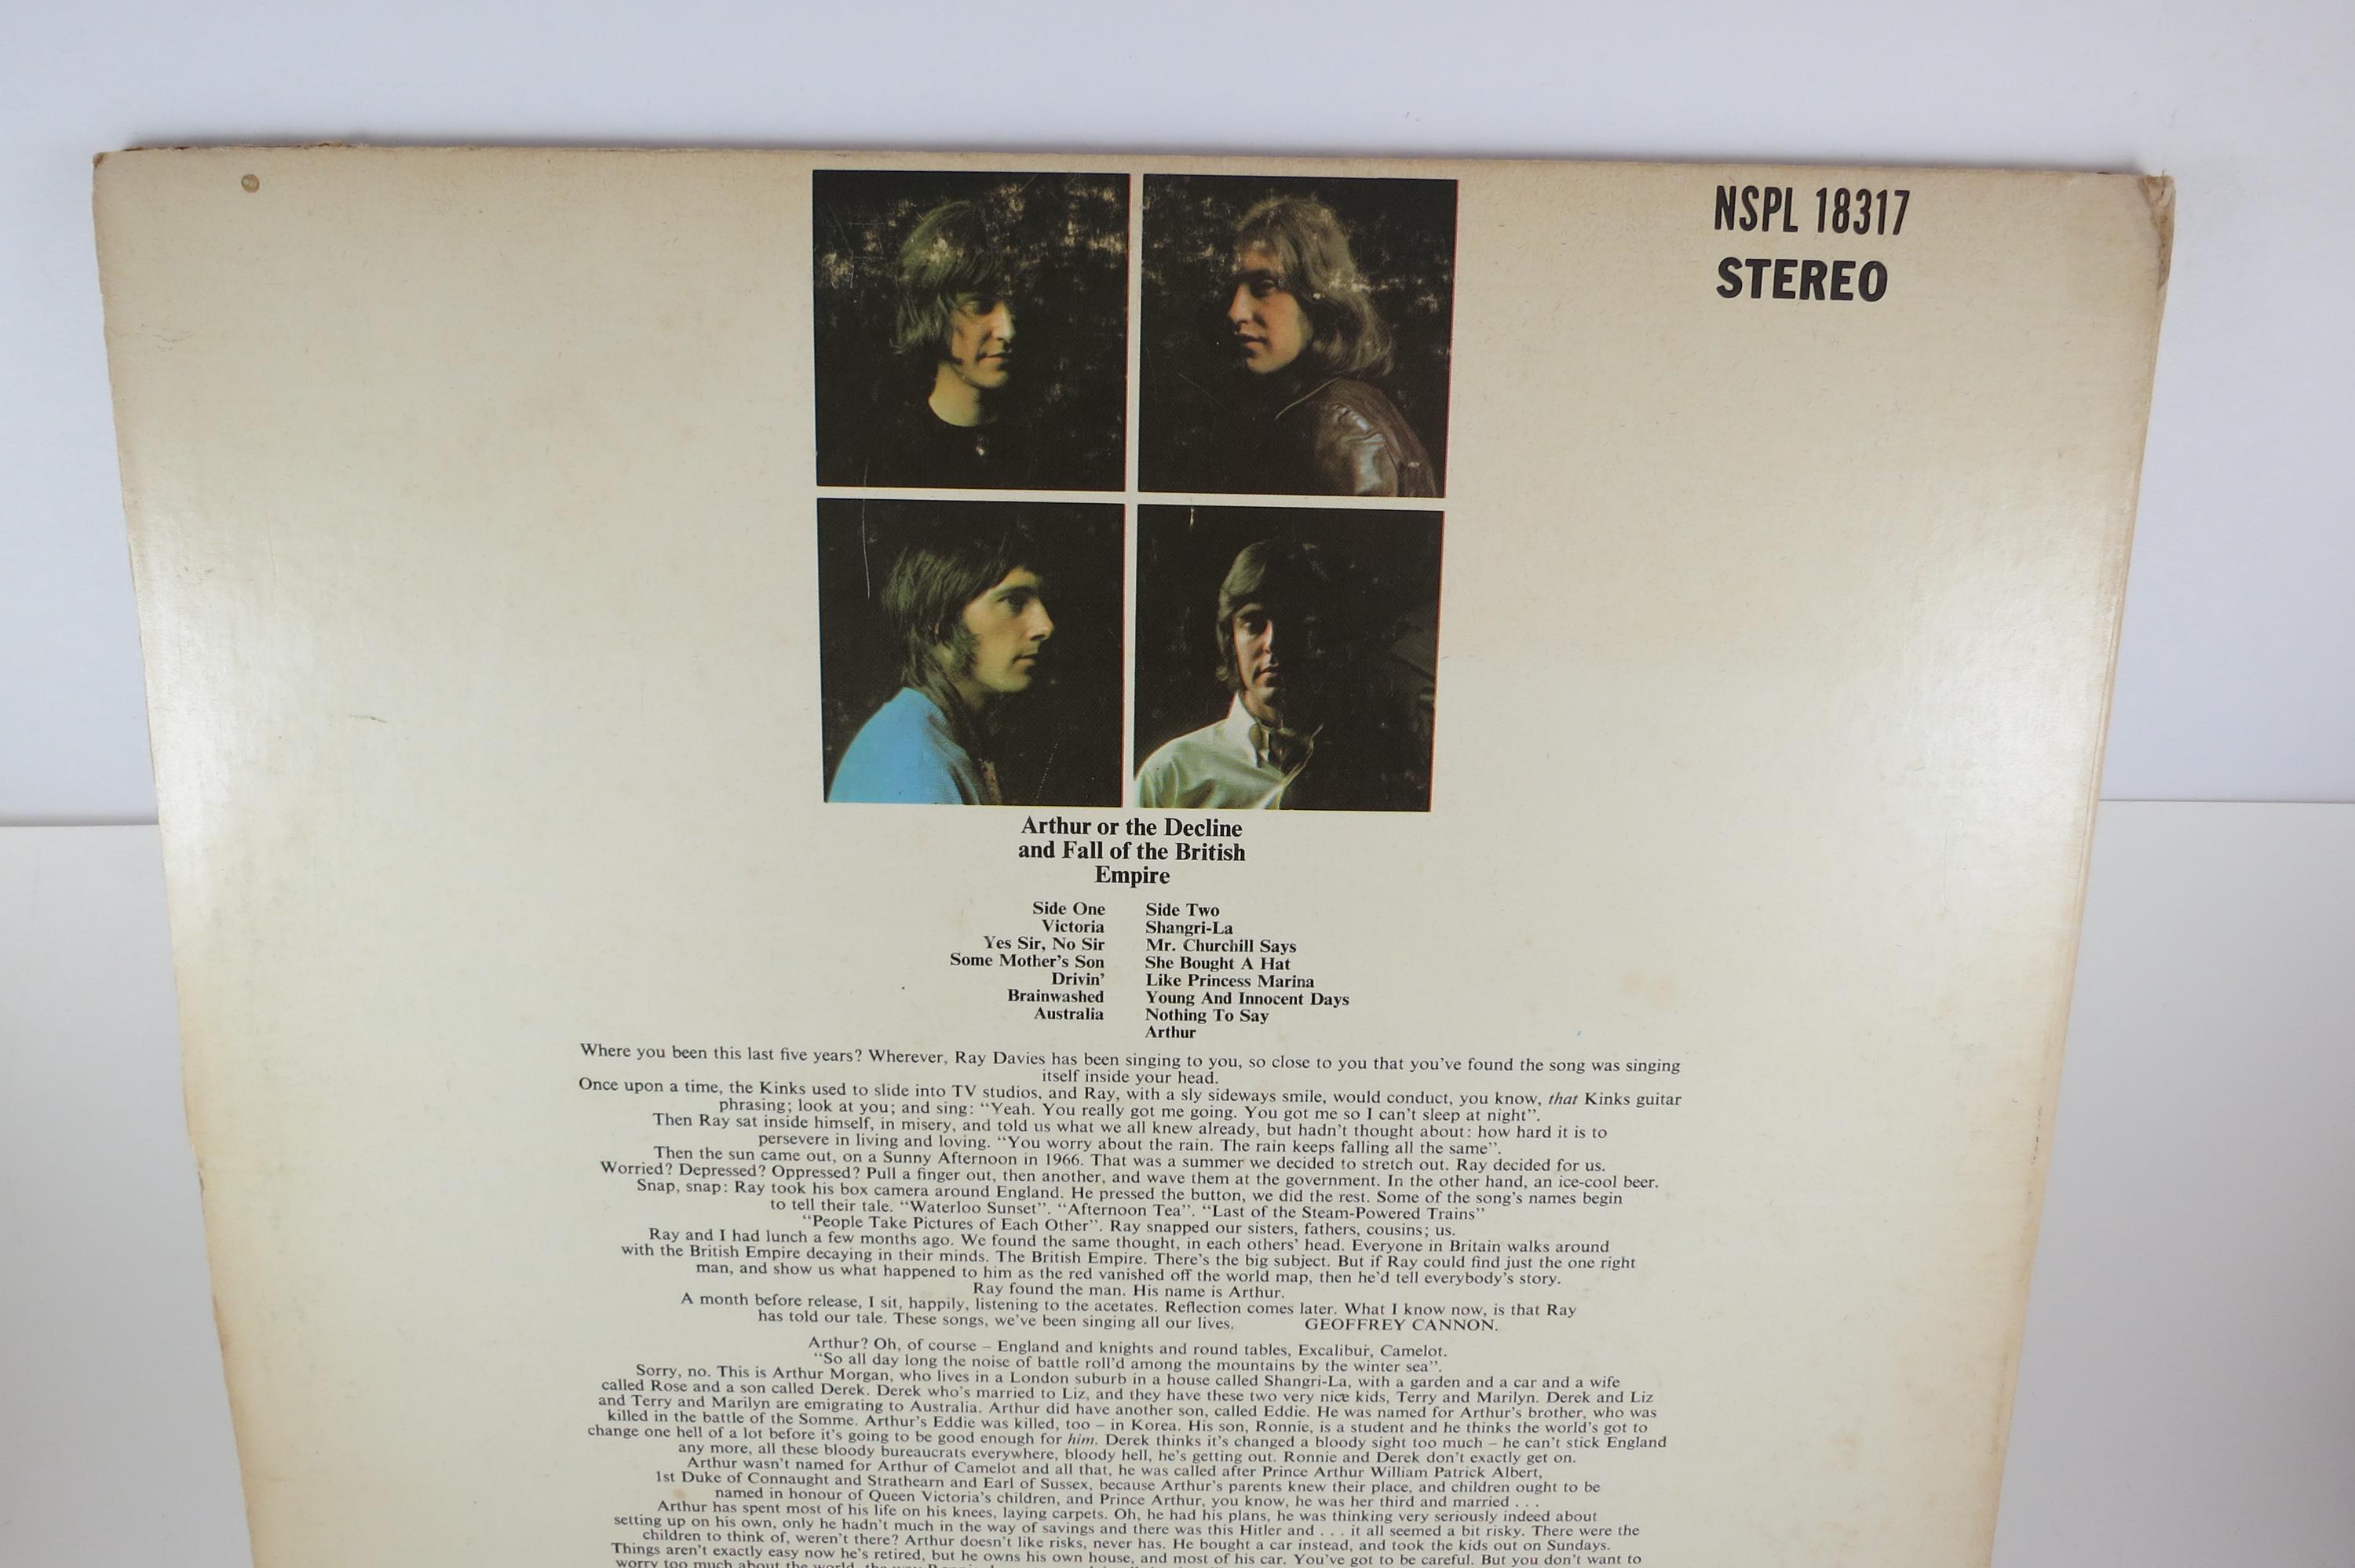 NSPL 18317
STEREO
Arthur or the Decline
and Fall of the British
Empire
Side One
Victoria
Yes Sir, No Sir
Some Mother's Son
Drivin'
Brainwashed
Australia
Side Two
Shangri-La
Mr. Churchill Says
She Bought A Hat
Like Princess Marina
Young And Innocent Days
Nothing To Say
Arthur
Where you been this last five years? Wherever, Ray Davies has been singing to you, so close to you that you've found the song was singing
itself inside your head.
Once upon a time, the Kinks used to slide into TV studios, and Ray, with a sly sideways smile, would conduct, you know, that Kinks guitar
phrasing; look at you; and sing: “Yeah. You really got me going. You got me so I can't sleep at night”.
Then Ray sat inside himself, in misery, and told us what we all knew already, but hadn't thought about: how hard it is to
persevere in living and loving. “You worry about the rain. The rain keeps falling all the same”.
Then the sun came out, on a Sunny Afternoon in 1966. That was a summer we decided to stretch out. Ray decided for us.
Worried? Depressed? Oppressed? Pull a finger out, then another, and wave them at the government. In the other hand, an ice-cool beer.
Snap, snap: Ray took his box camera around England. He pressed the button, we did the rest. Some of the song's names begin
to tell their tale. “Waterloo Sunset”. “Afternoon Tea”. “Last of the Steam-Powered Trains”
“People Take Pictures of Each Other”. Ray snapped our sisters, fathers, cousins; us.
Ray and I had lunch a few months ago. We found the same thought, in each others' head. Everyone in Britain walks around
with the British Empire decaying in their minds. The British Empire. There's the big subject. But if Ray could find just the one right
man, and show us what happened to him as the red vanished off the world map, then he'd tell everybody's story.
Ray found the man. His name is Arthur.
A month before release, I sit, happily, listening to the acetates. Reflection comes later. What I know now, is that Ray
has told our tale. These songs, we've been singing all our lives. GEOFFREY CANNON.
Arthur? Oh, of course – England and knights and round tables, Excalibur, Camelot.
“So all day long the noise of battle roll'd among the mountains by the winter sea”.
Sorry, no. This is Arthur Morgan, who lives in a London suburb in a house called Shangri-La, with a garden and a car and a wife
called Rose and a son called Derek. Derek who's married to Liz, and they have these two very nice kids, Terry and Marilyn. Derek and Liz
and Terry and Marilyn are emigrating to Australia. Arthur did have another son, called Eddie. He was named for Arthur's brother, who was
killed in the battle of the Somme. Arthur's Eddie was killed, too – in Korea. His son, Ronnie, is a student and he thinks the world's got to
change one hell of a lot before it's going to be good enough for him. Derek thinks it's changed a bloody sight too much – he can't stick England
any more, all these bloody bureaucrats everywhere, bloody hell, he's getting out. Ronnie and Derek don't exactly get on.
Arthur wasn't named for Arthur of Camelot and all that, he was called after Prince Arthur William Patrick Albert,
1st Duke of Connaught and Strathearn and Earl of Sussex, because Arthur's parents knew their place, and children ought to be
named in honour of Queen Victoria's children, and Prince Arthur, you know, he was her third and married . . .
Arthur has spent most of his life on his knees, laying carpets. Oh, he had his plans, he was thinking very seriously indeed about
setting up on his own, only he hadn't much in the way of savings and there was this Hitler and . . . it all seemed a bit risky. There were the
children to think of, weren't there? Arthur doesn't like risks, never has. He bought a car instead, and took the kids out on Sundays.
Things aren't exactly easy now he's retired, but he owns his own house, and most of his car. You've got to be careful. But you don't want to
worry too much about the world, the way